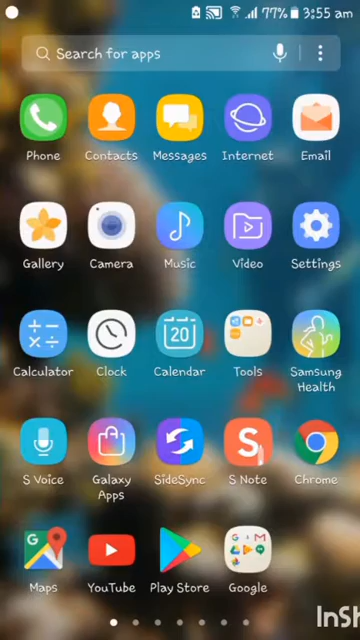 77% 3:55 am
Search for apps
Phone Contacts Messages Internet Email
Gallery Camera Music Video Settings
20
Calculator Clock Calendar Tools Samsung Health
S
S Voice Galaxy Apps SideSync S Note Chrome
G
G M
Maps YouTube Play Store Google
InSh